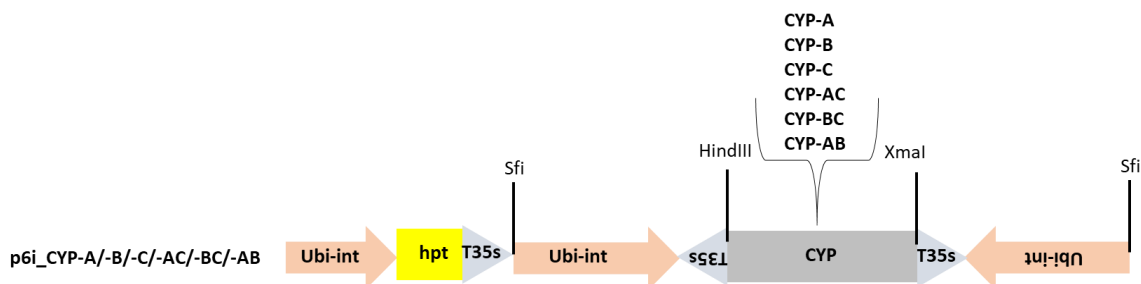 CYP-A
CYP-B
CYP-C
CYP-AC
CYP-BC
CYP-AB
HindIII
XmaI
Sfi
Sfi
p6i_CYP-A/-B/-C/-AC/-BC/-AB
Ubi-int
hpt
T35s
Ubi-int
T35s
CYP
T35s
Ubi-int